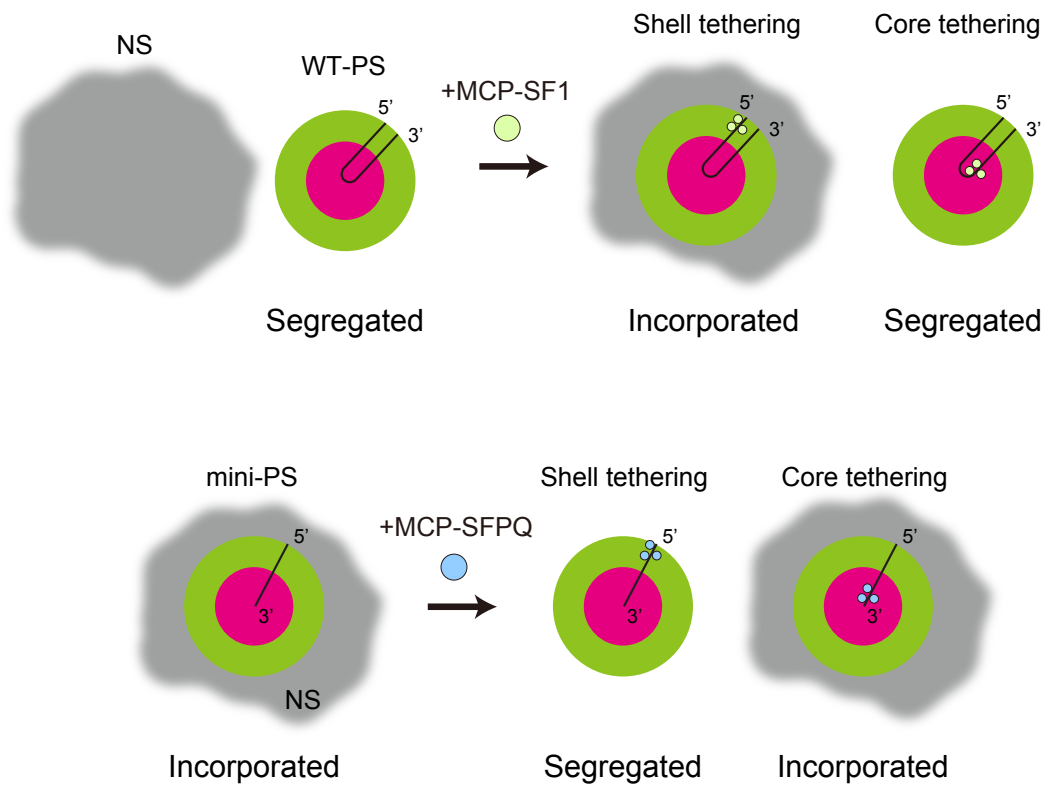 NS
WT-PS
5’
3’
Segregated
+MCP-SF1
Shell tethering
5’
3’
Incorporated
Core tethering
5’
3’
Segregated
mini-PS
5’
3’
NS
Incorporated
+MCP-SFPQ
Shell tethering
5’
3’
Segregated
Core tethering
5’
3’
Incorporated